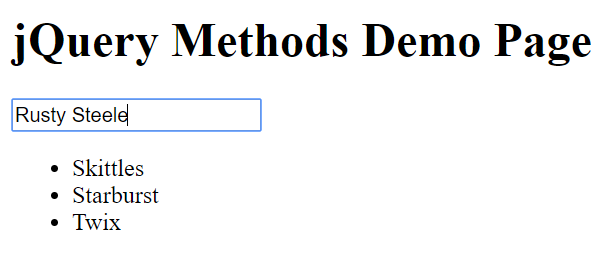 jQuery Methods Demo Page
Rusty Steele
Skittles
Starburst
Twix